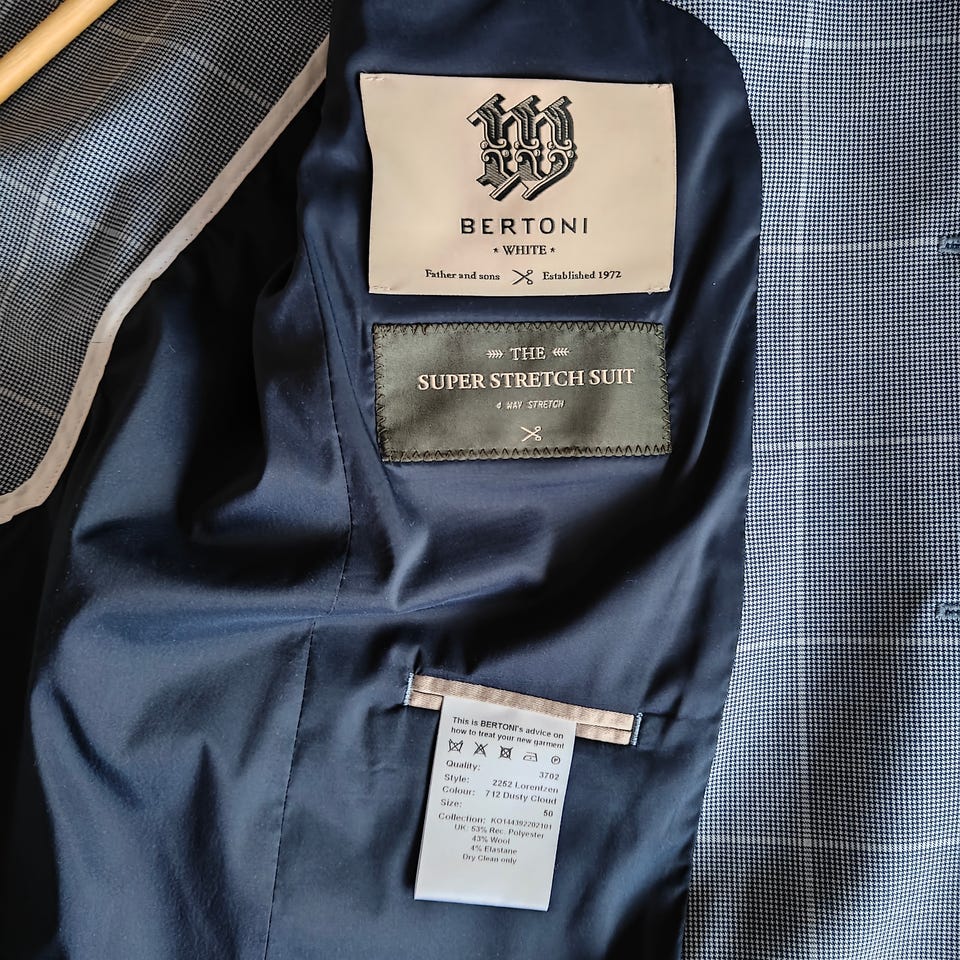 W
BERTONI
* WHITE *
Father and sons Established 1972
THE
SUPER STRETCH SUIT
4 WAY STRETCH
This is BERTONI's advice on
how to treat your new garment
Quality: 3702
Style: 2252 Lorentzen
Colour: 712 Dusty Cloud
Size: 50
Collection: KO144392202101
UK: 53% Rec. Polyester
43% Wool
4% Elastane
Dry Clean only